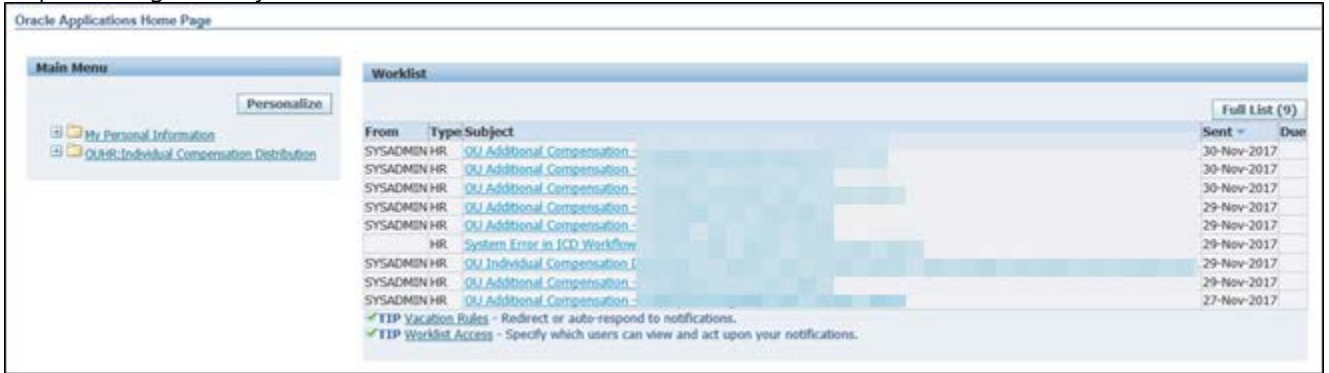 Oracle Applications Home Page
Main Menu
Personalize
My Personal Information
OUHR:Individual Compensation Distribution
Worklist
Full List (9)
From Type Subject Sent Due
SYSADMIN HR OU Additional Compensation - 30-Nov-2017
SYSADMIN HR OU Additional Compensation - 30-Nov-2017
SYSADMIN HR OU Additional Compensation - 30-Nov-2017
SYSADMIN HR OU Additional Compensation - 29-Nov-2017
SYSADMIN HR OU Additional Compensation - 29-Nov-2017
HR System Error in ICD Workflow 29-Nov-2017
SYSADMIN HR OU Individual Compensation 29-Nov-2017
SYSADMIN HR OU Additional Compensation - 29-Nov-2017
SYSADMIN HR OU Additional Compensation - 27-Nov-2017
TIP Vacation Rules - Redirect or auto-respond to notifications.
TIP Worklist Access - Specify which users can view and act upon your notifications.